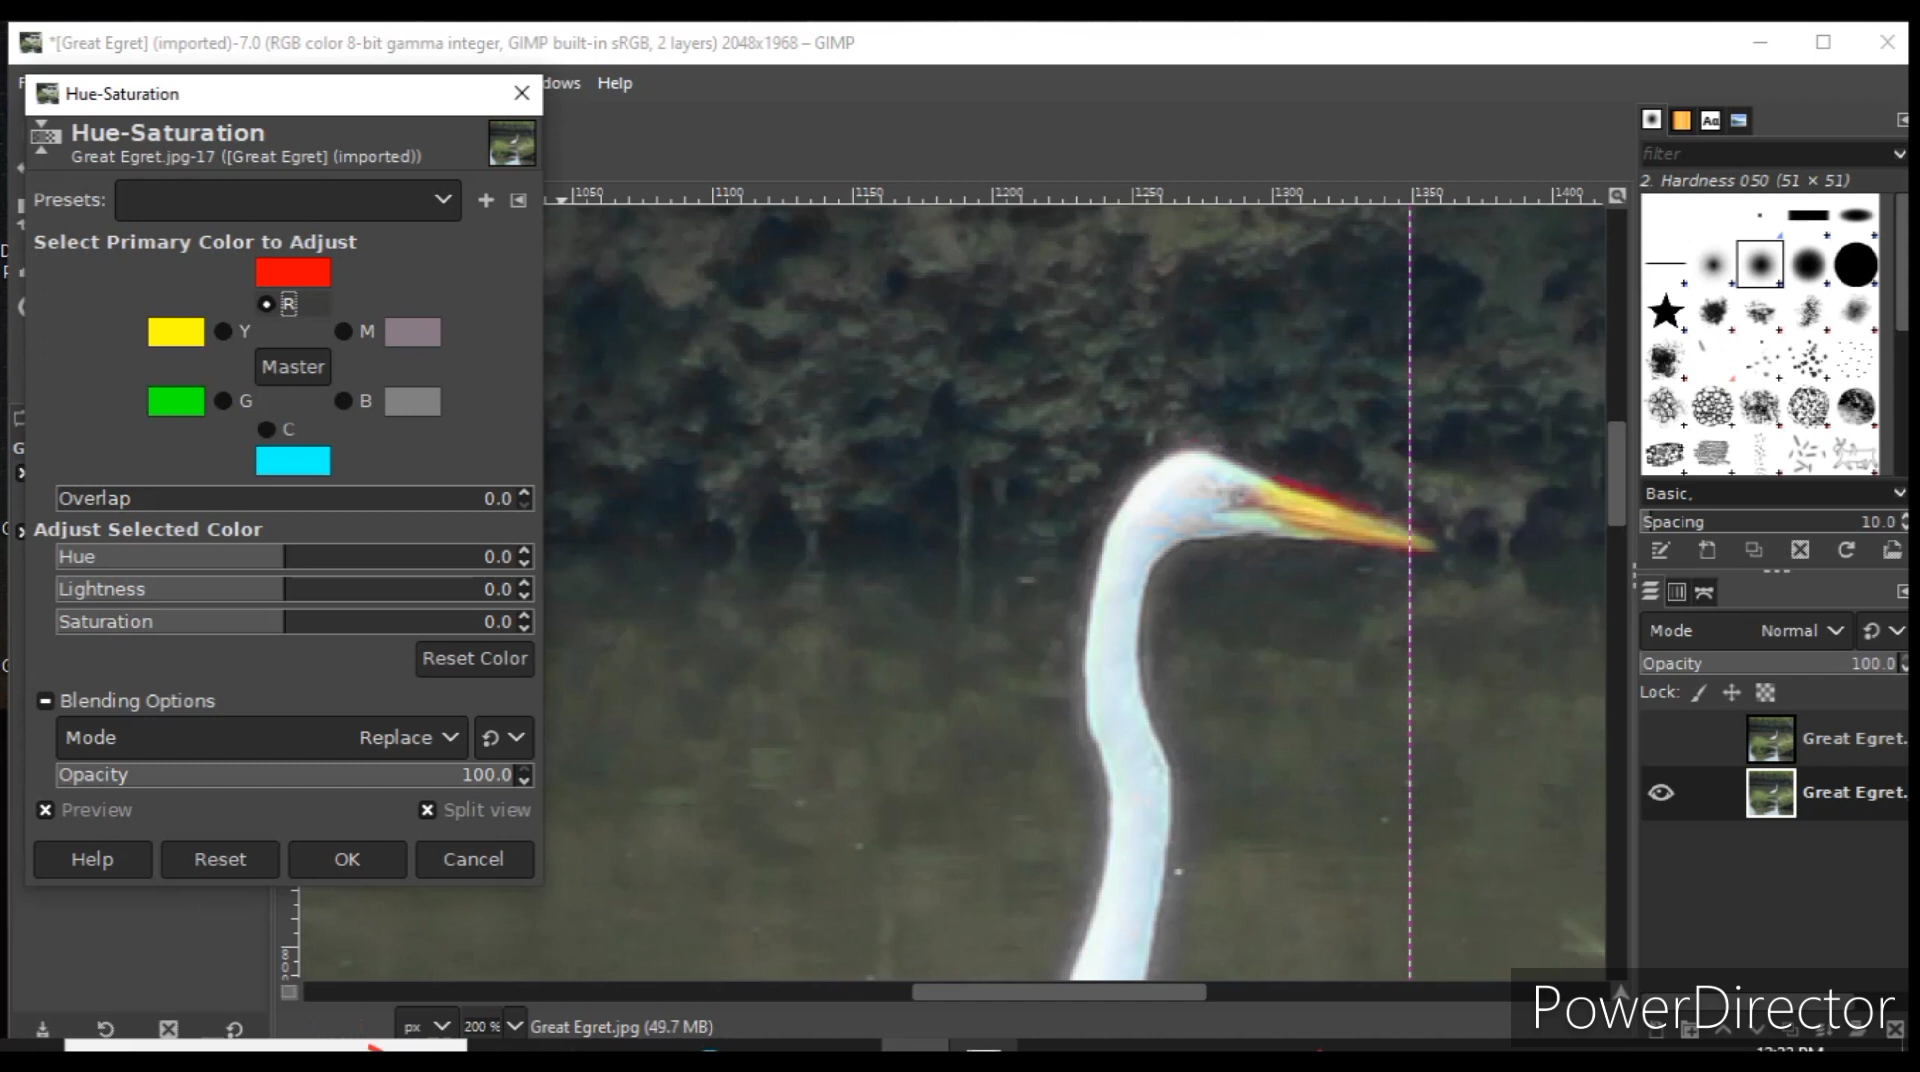 *[Great Egret] (imported)-7.0 (RGB color 8-bit gamma integer, GIMP built-in sRGB, 2 layers) 2048x1968 – GIMP
Hue-Saturation
dows Help
Hue-Saturation
Great Egret.jpg-17 ([Great Egret] (imported))
Presets:
Select Primary Color to Adjust
R
Y M
Master
G B
C
Overlap 0.0
Adjust Selected Color
Hue 0.0
Lightness 0.0
Saturation 0.0
Reset Color
Blending Options
Mode Replace
Opacity 100.0
Preview Split view
Help Reset OK Cancel
1050 1100 1150 1200 1250 1300 1350 1400
8
0
px 200 % Great Egret.jpg (49.7 MB)
Aa
filter
2. Hardness 050 (51 × 51)
Basic,
Spacing 10.0
Mode Normal
Opacity 100.0
Lock:
Great Egret.
Great Egret.
PowerDirector